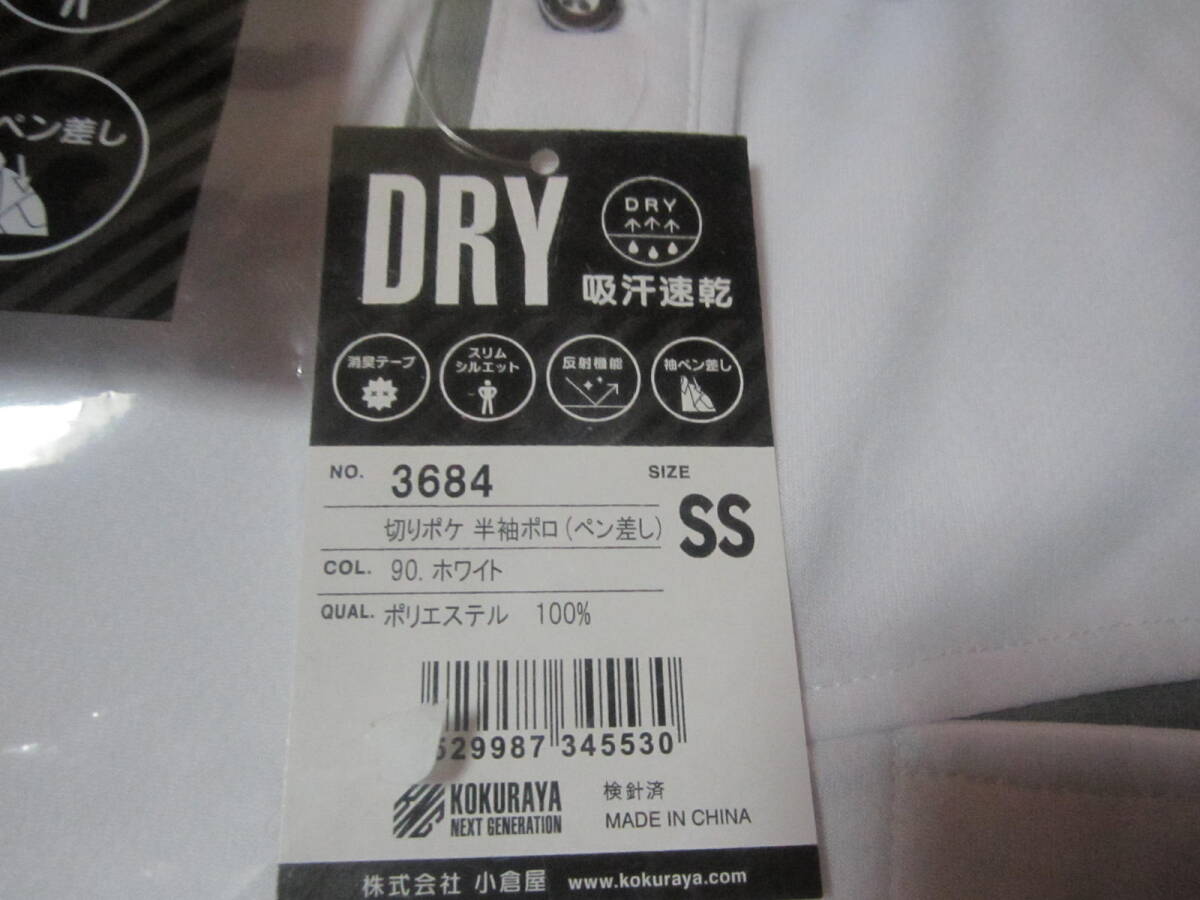 ペン差し
DRY
DRY
吸汗速乾
消臭テープ
スリム
シルエット
反射機能
袖ペン差し
NO. 3684
SIZE
SS
切りポケ 半袖ポロ(ペン差し)
COL. 90. ホワイト
QUAL. ポリエステル 100%
529987 345530
KOKURAYA
NEXT GENERATION
検針済
MADE IN CHINA
株式会社 小倉屋 www.kokuraya.com